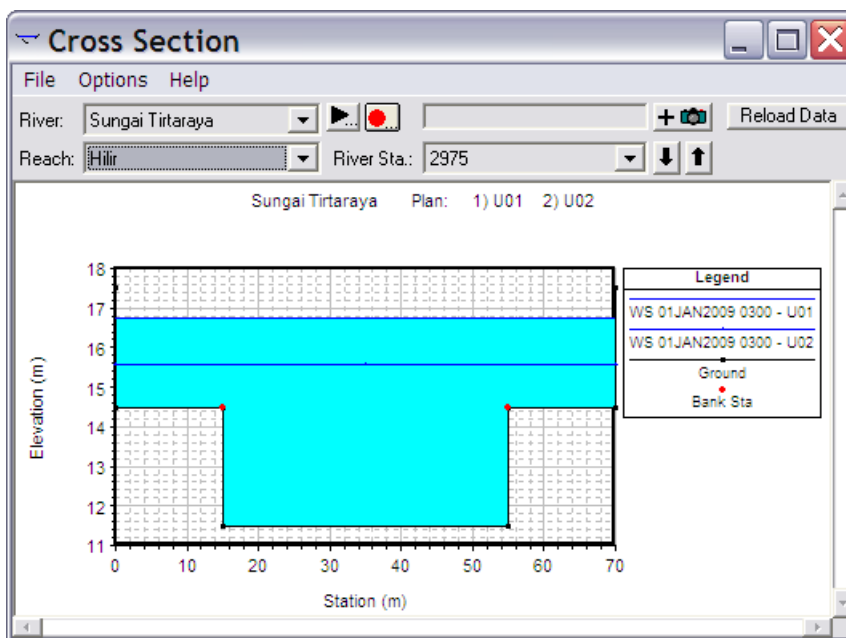 Cross Section
File Options Help
River: Sungai Tirtaraya Reload Data
Reach: Hilir River Sta.: 2975
Sungai Tirtaraya Plan: 1) U01 2) U02
Legend
WS 01JAN2009 0300 - U01
WS 01JAN2009 0300 - U02
Ground
Bank Sta
Elevation (m)
18
17
16
15
14
13
12
11
0 10 20 30 40 50 60 70
Station (m)